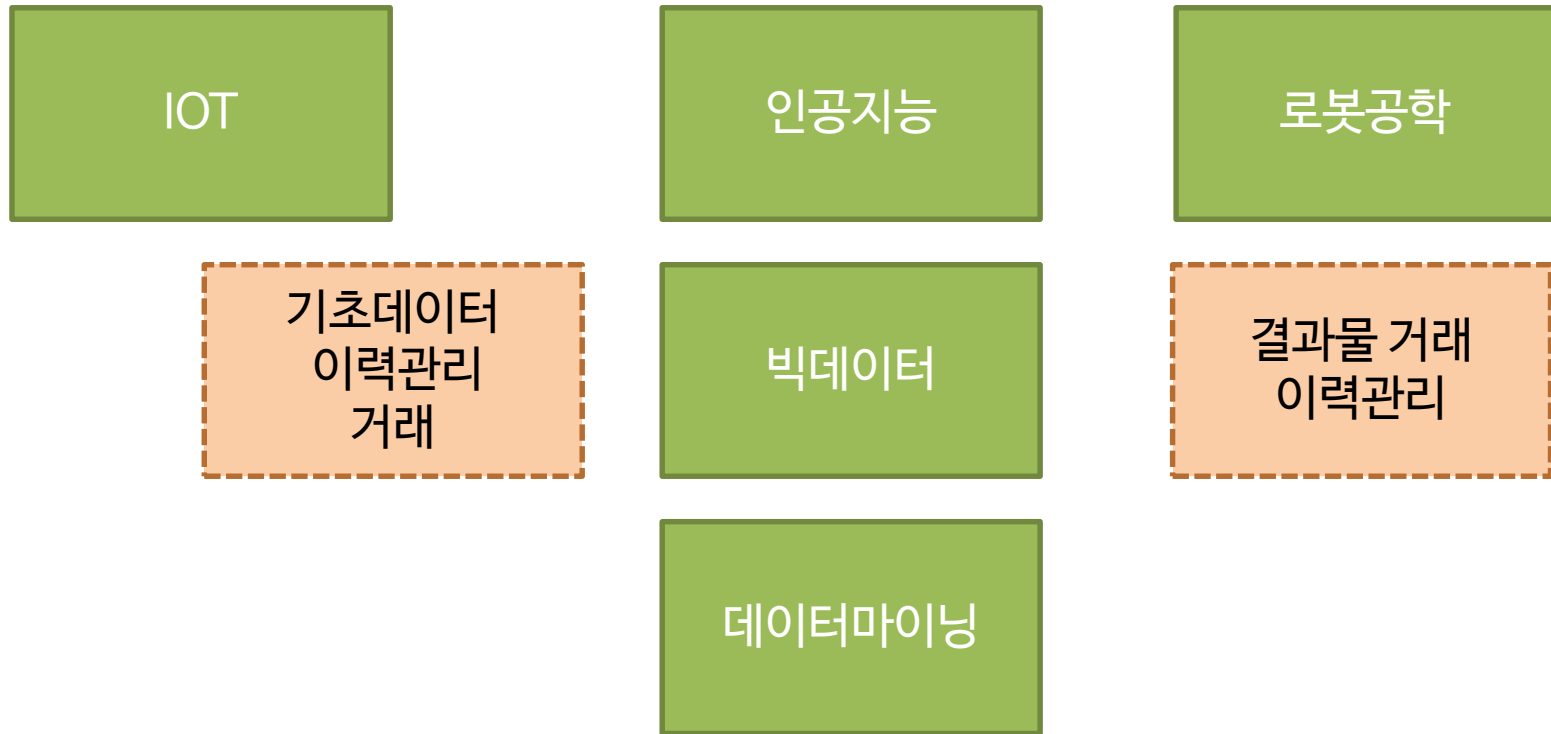 IOT
인공지능
로봇공학
기초데이터
이력관리
거래
빅데이터
결과물 거래
이력관리
데이터마이닝